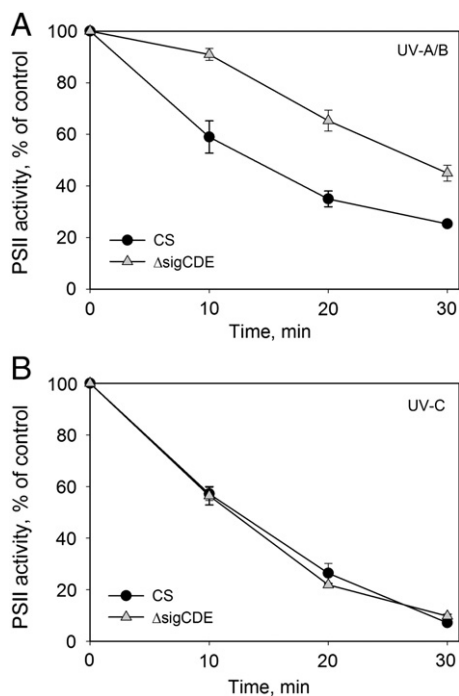 A
PSII activity, % of control
100
80
60
40
20
0
UV-A/B
CS
ΔsigCDE
0 10 20 30
Time, min
B
PSII activity, % of control
100
80
60
40
20
0
UV-C
CS
ΔsigCDE
0 10 20 30
Time, min